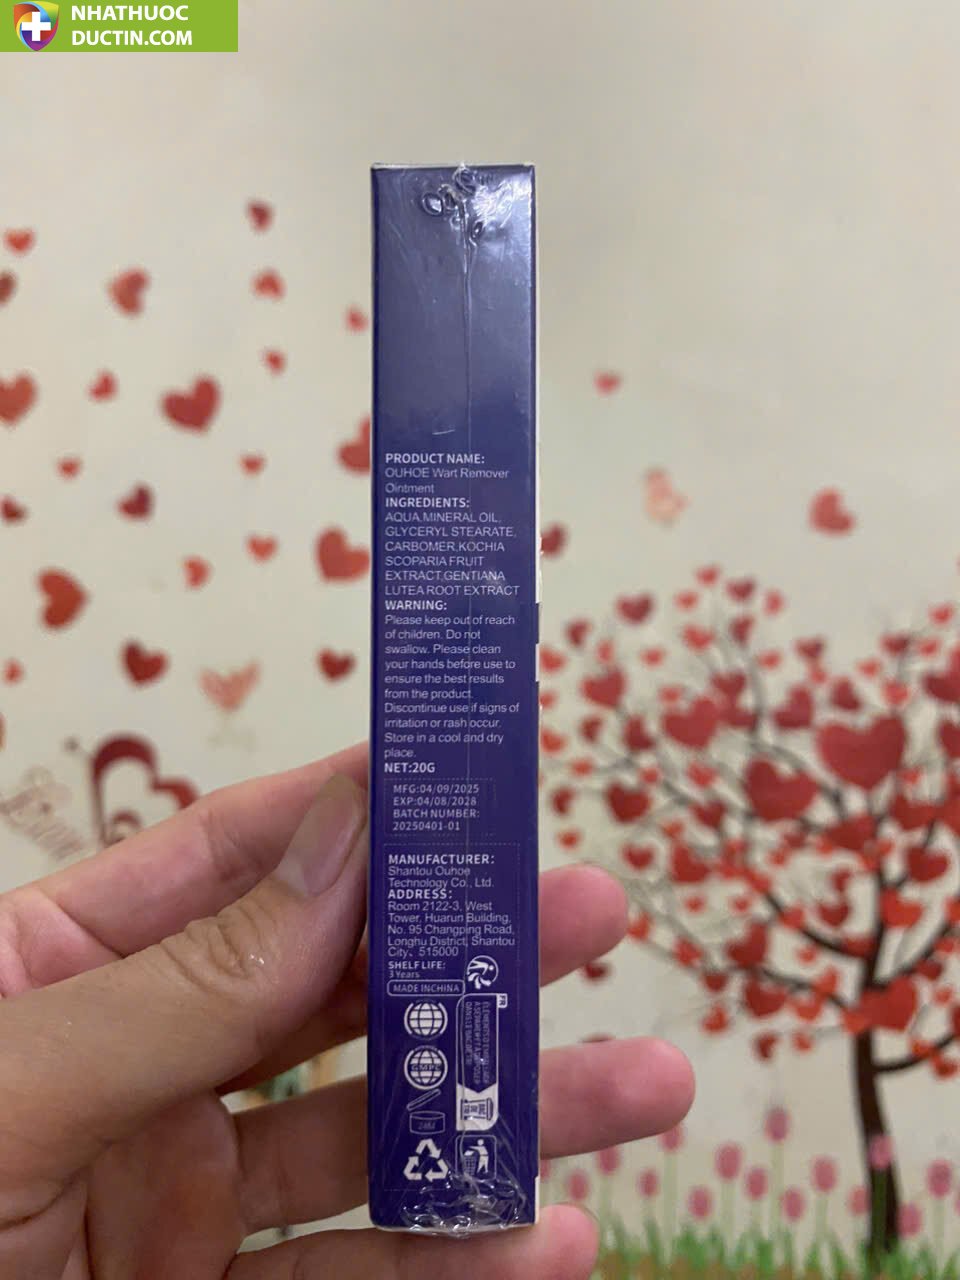 NHATHUOC
DUCTIN.COM
PRODUCT NAME:
OUHOE Wart Remover
Ointment
INGREDIENTS:
AQUA,MINERAL OIL,
GLYCERYL STEARATE,
CARBOMER,KOCHIA
SCOPARIA FRUIT
EXTRACT,GENTIANA
LUTEA ROOT EXTRACT
WARNING:
Please keep out of reach
of children. Do not
swallow. Please clean
your hands before use to
ensure the best results
from the product.
Discontinue use if signs of
irritation or rash occur.
Store in a cool and dry
place.
NET:20G
MFG:04/09/2025
EXP:04/08/2028
BATCH NUMBER:
20250401-01
MANUFACTURER:
Shantou Ouhoe
Technology Co., Ltd.
ADDRESS:
Room 2122-3, West
Tower, Huarun Building,
No. 95 Changping Road,
Longhu District, Shantou
City、515000
SHELF LIFE:
3 Years
MADE INCHINA
FR
GMPC
24M